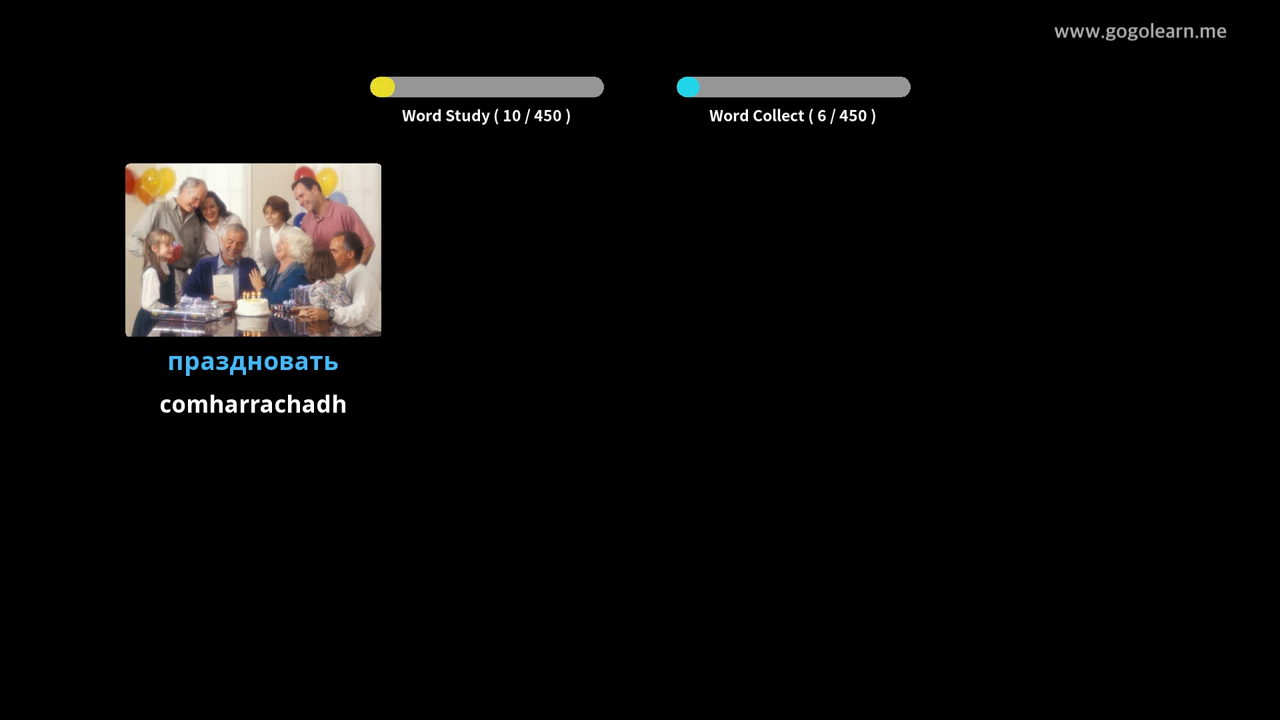 www.gogolearn.me
Word Study ( 10 / 450 )
Word Collect ( 6 / 450 )
праздновать
comharrachadh